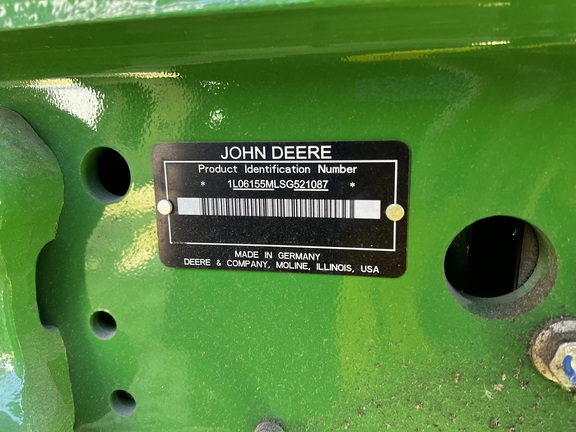 JOHN DEERE
Product Identification Number
* 1L06155MLSG521087 *
MADE IN GERMANY
DEERE & COMPANY, MOLINE, ILLINOIS, USA